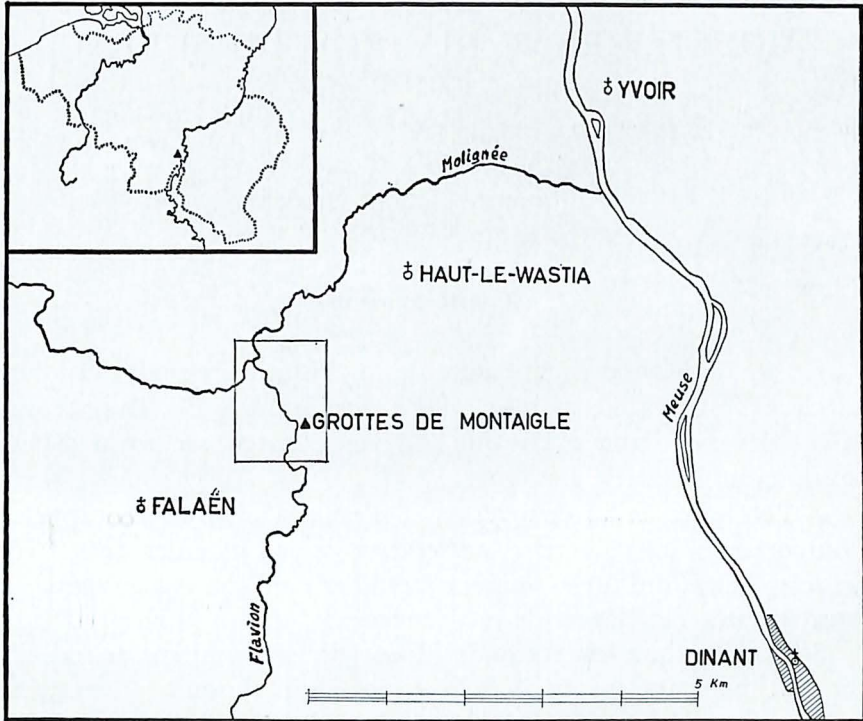 YVOIR
Molignée
HAUT-LE-WASTIA
Meuse
GROTTES DE MONTAIGLE
FALAËN
Flavion
DINANT
5 Km